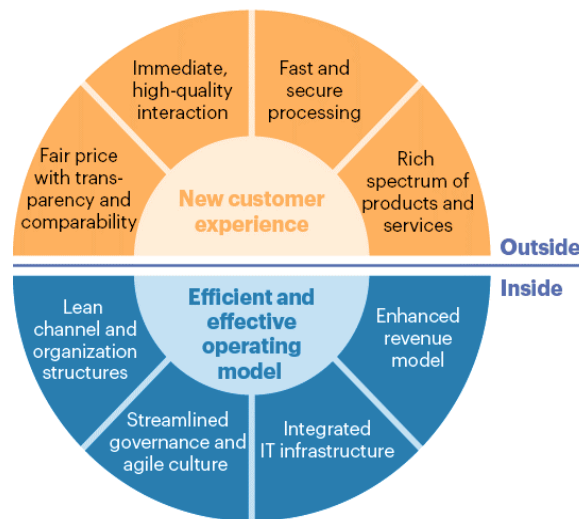 Immediate,
high-quality
interaction
Fast and
secure
processing
Fair price
with trans-
parency and
comparability
New customer
experience
Rich
spectrum of
products and
services
Outside
Inside
Lean
channel and
organization
structures
Efficient and
effective
operating
model
Enhanced
revenue
model
Streamlined
governance and
agile culture
Integrated
IT infrastructure